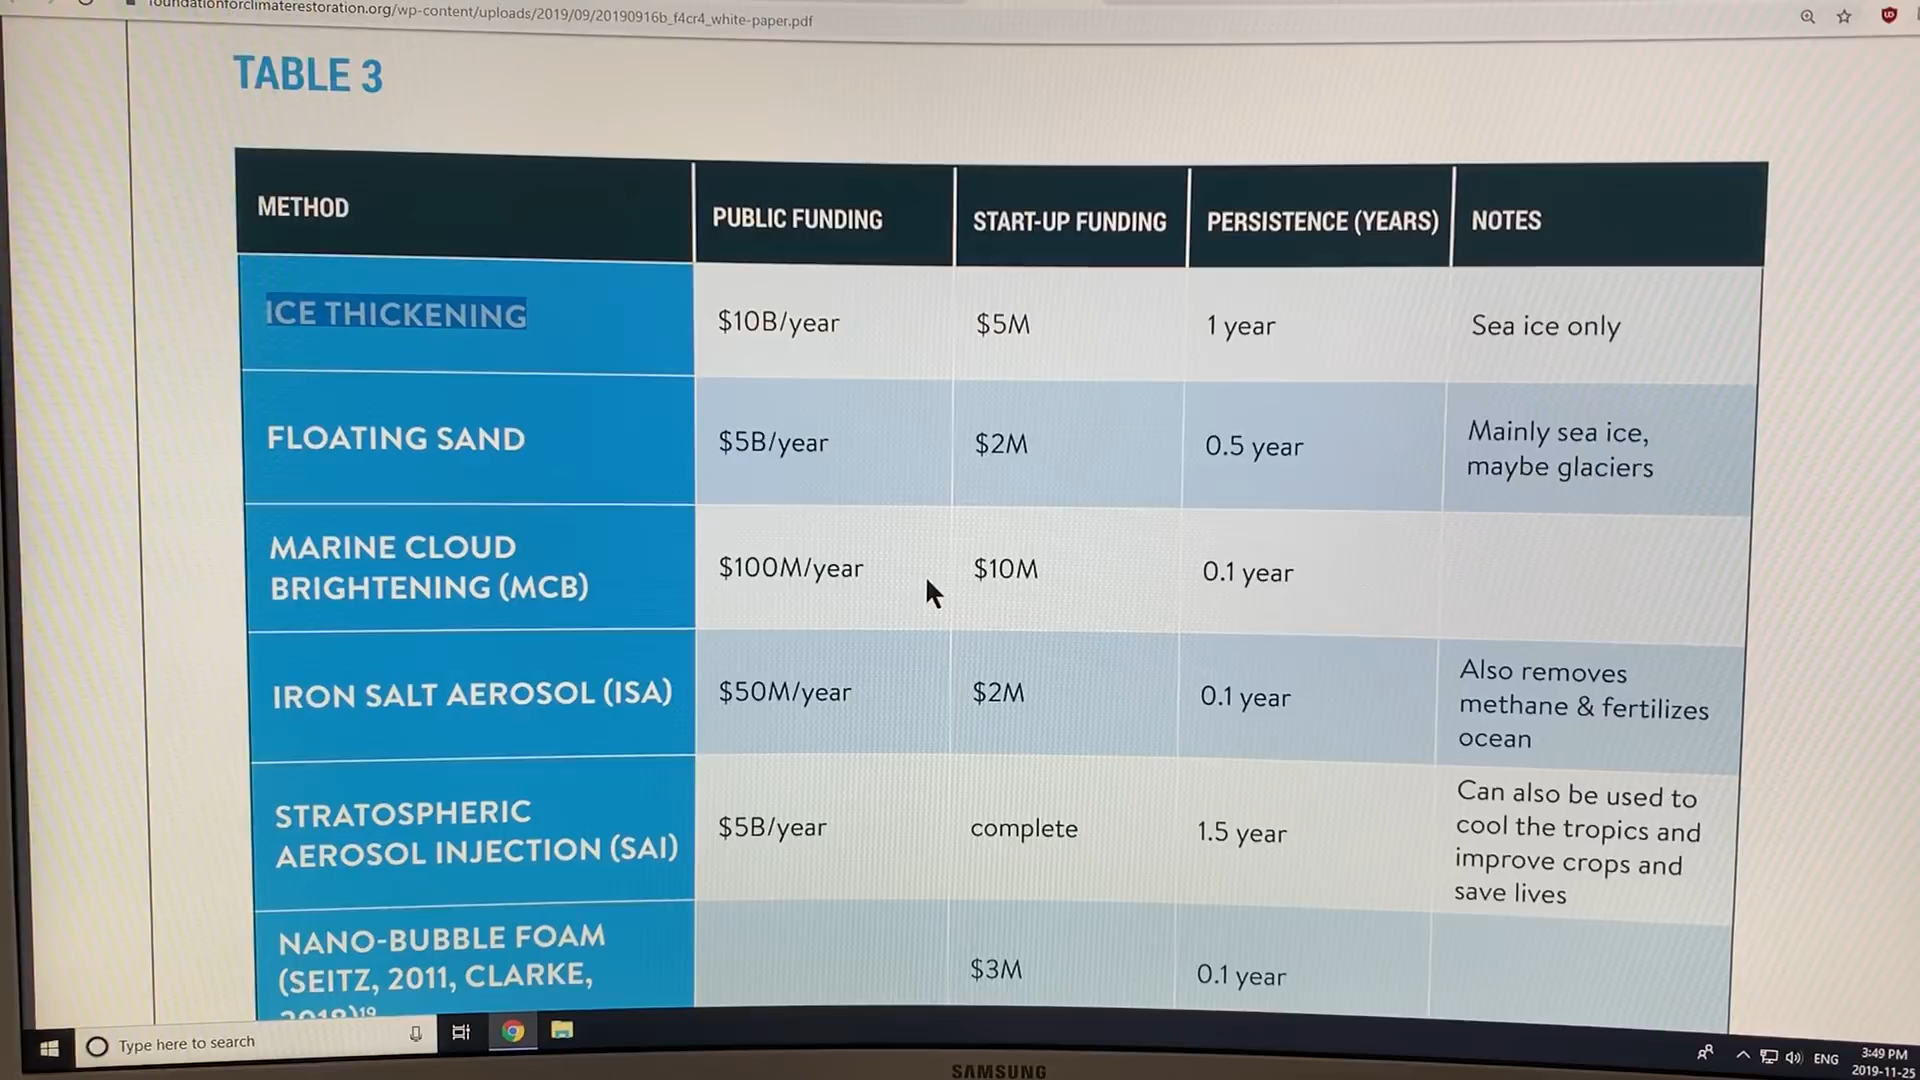 foundationforclimaterestoration.org/wp-content/uploads/2019/09/20190916b_f4cr4_white-paper.pdf
TABLE 3
METHOD PUBLIC FUNDING START-UP FUNDING PERSISTENCE (YEARS) NOTES
ICE THICKENING $10B/year $5M 1 year Sea ice only
FLOATING SAND $5B/year $2M 0.5 year Mainly sea ice,
maybe glaciers
MARINE CLOUD
BRIGHTENING (MCB) $100M/year $10M 0.1 year
IRON SALT AEROSOL (ISA) $50M/year $2M 0.1 year Also removes
methane & fertilizes
ocean
STRATOSPHERIC
AEROSOL INJECTION (SAI) $5B/year complete 1.5 year Can also be used to
cool the tropics and
improve crops and
save lives
NANO-BUBBLE FOAM
(SEITZ, 2011, CLARKE, $3M 0.1 year
Type here to search
ENG
3:49 PM
2019-11-25
SAMSUNG